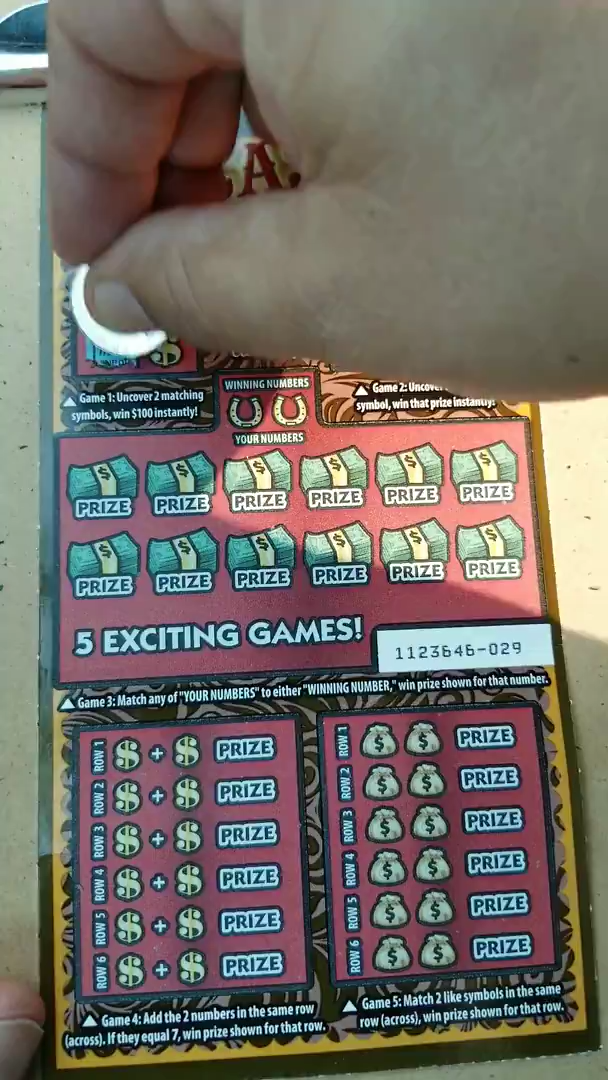 A.
Game 1: Uncover 2 matching
symbol, win $100 instantly!
Game 2:
symbol, win that prize instantly!
WINNING NUMBERS
YOUR NUMBERS
PRIZE PRIZE PRIZE PRIZE PRIZE PRIZE
PRIZE PRIZE PRIZE PRIZE PRIZE PRIZE
5 EXCITING GAMES!
1123646-029
Game 3: Match any of "YOUR NUMBERS" to either "WINNING NUMBER," win prize shown for that number.
ROW 1 $ + $ PRIZE
ROW 2 $ + $ PRIZE
ROW 3 $ + $ PRIZE
ROW 4 $ + $ PRIZE
ROW 5 $ + $ PRIZE
ROW 6 $ + $ PRIZE
Game 4: Add the 2 numbers in the same row
(across). If they equal 7, win prize shown for that row.
ROW 1 $ $ PRIZE
ROW 2 $ $ PRIZE
ROW 3 $ $ PRIZE
ROW 4 $ $ PRIZE
ROW 5 $ $ PRIZE
ROW 6 $ $ PRIZE
Game 5: Match 2 like symbols in the same
row (across), win prize shown for that row.